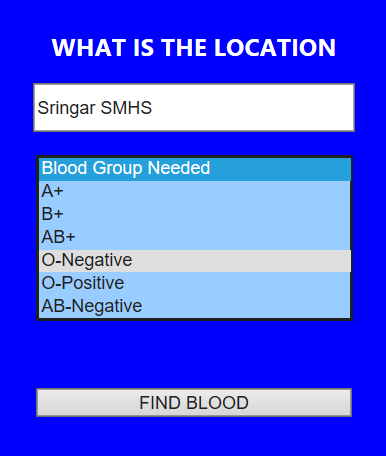 WHAT IS THE LOCATION
Sringar SMHS
Blood Group Needed
A+
B+
AB+
O-Negative
O-Positive
AB-Negative
FIND BLOOD